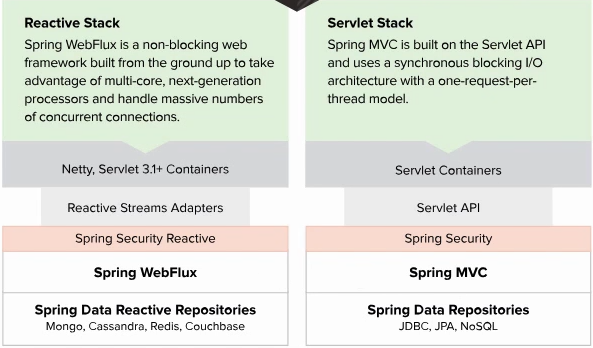 Reactive Stack
Spring WebFlux is a non-blocking web
framework built from the ground up to take
advantage of multi-core, next-generation
processors and handle massive numbers
of concurrent connections.
Netty, Servlet 3.1+ Containers
Reactive Streams Adapters
Spring Security Reactive
Spring WebFlux
Spring Data Reactive Repositories
Mongo, Cassandra, Redis, Couchbase
Servlet Stack
Spring MVC is built on the Servlet API
and uses a synchronous blocking I/O
architecture with a one-request-per-
thread model.
Servlet Containers
Servlet API
Spring Security
Spring MVC
Spring Data Repositories
JDBC, JPA, NoSQL